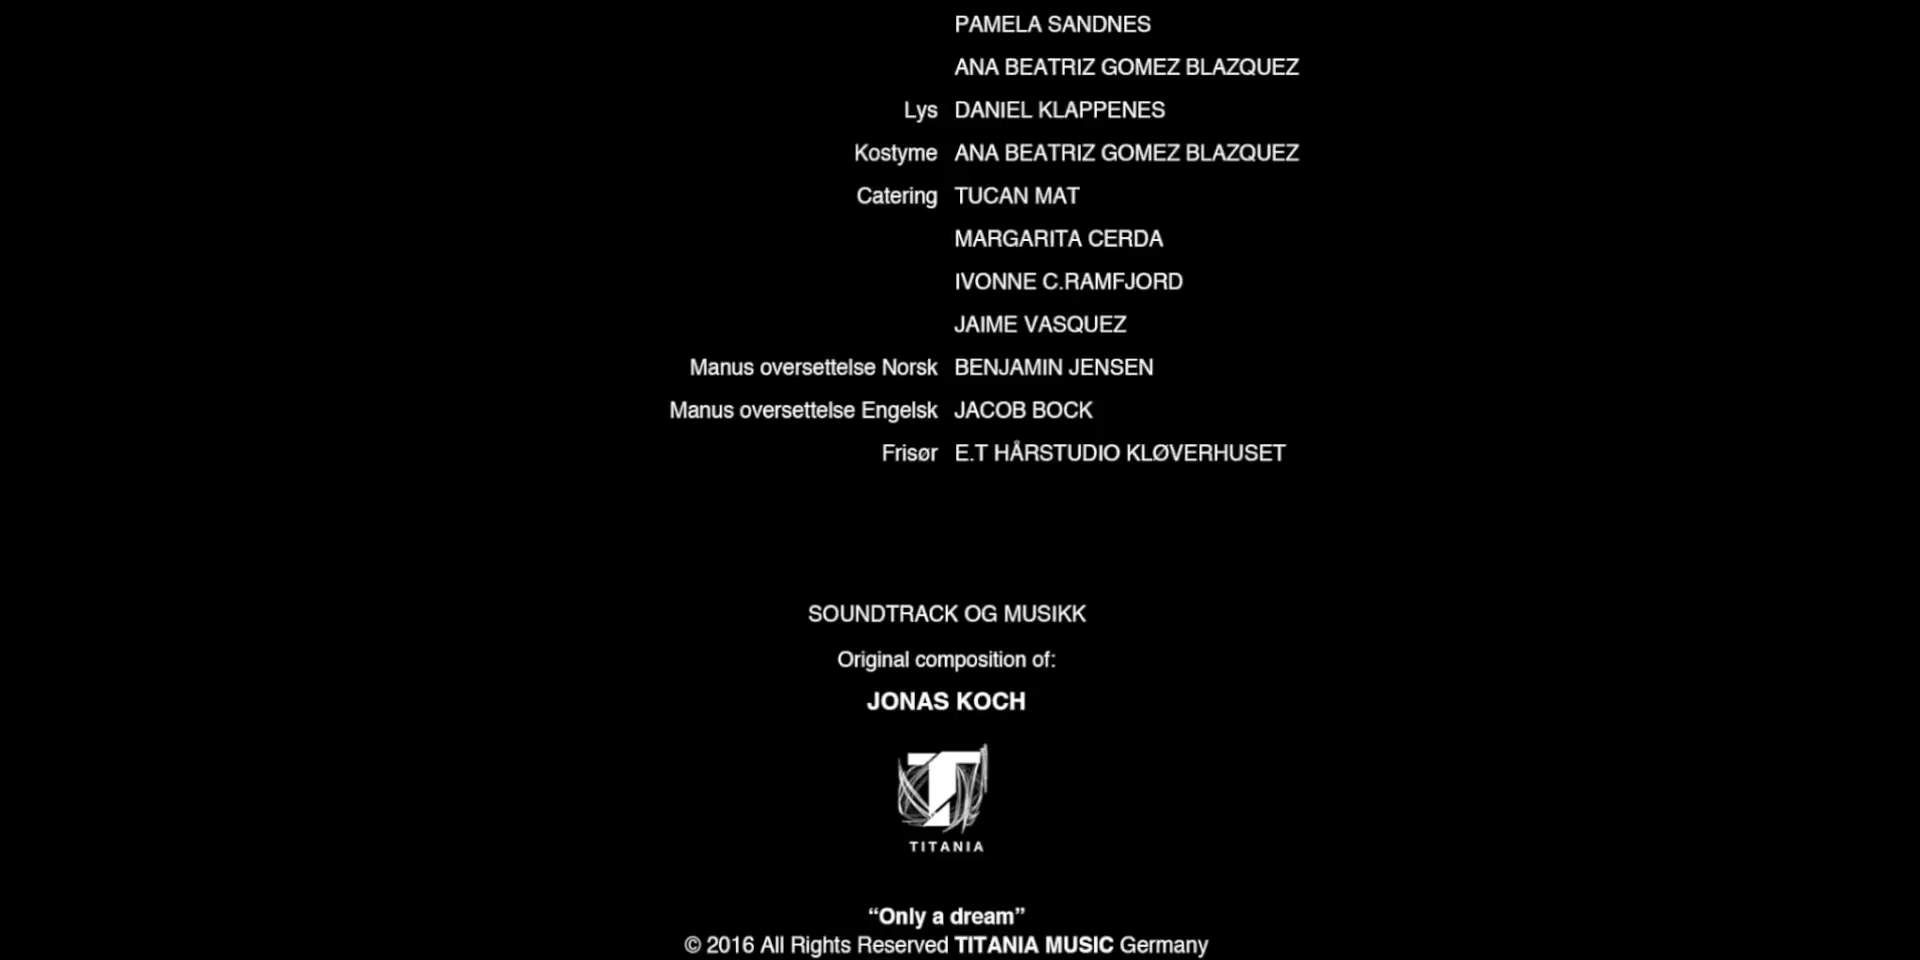 PAMELA SANDNES
ANA BEATRIZ GOMEZ BLAZQUEZ
Lys DANIEL KLAPPENES
Kostyme ANA BEATRIZ GOMEZ BLAZQUEZ
Catering TUCAN MAT
MARGARITA CERDA
IVONNE C.RAMFJORD
JAIME VASQUEZ
Manus oversettelse Norsk BENJAMIN JENSEN
Manus oversettelse Engelsk JACOB BOCK
Frisør E.T HÅRSTUDIO KLØVERHUSET
SOUNDTRACK OG MUSIKK
Original composition of:
JONAS KOCH
T
TITANIA
“Only a dream”
© 2016 All Rights Reserved TITANIA MUSIC Germany